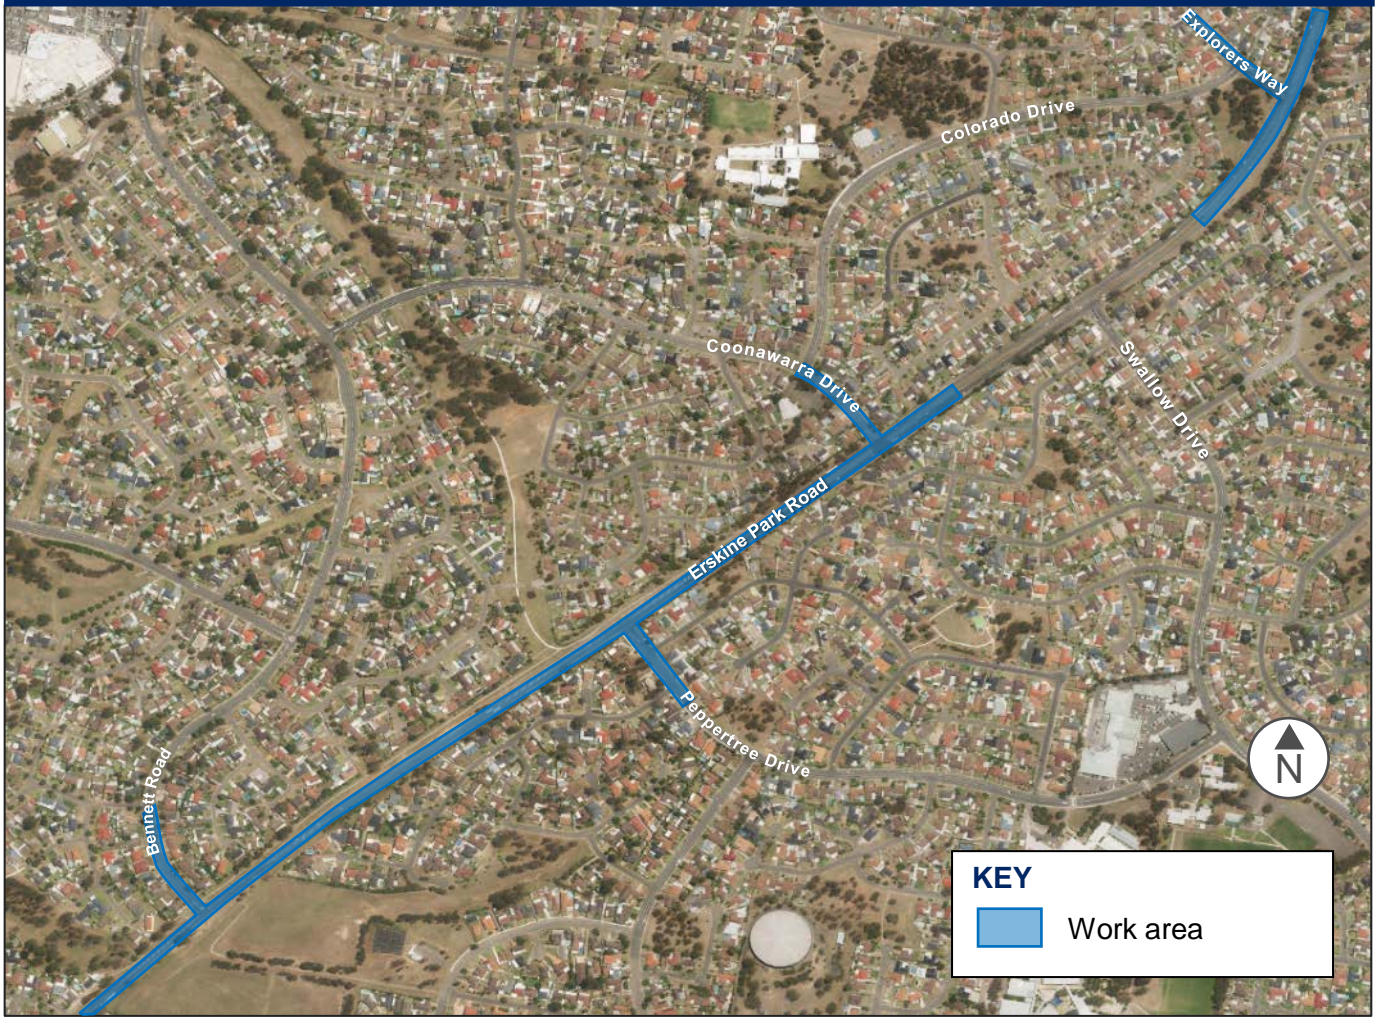 Explorers Way
Colorado Drive
Coonawarra Drive
Swallow Drive
Erskine Park Road
Peppertree Drive
Bennett Road
N
KEY
Work area